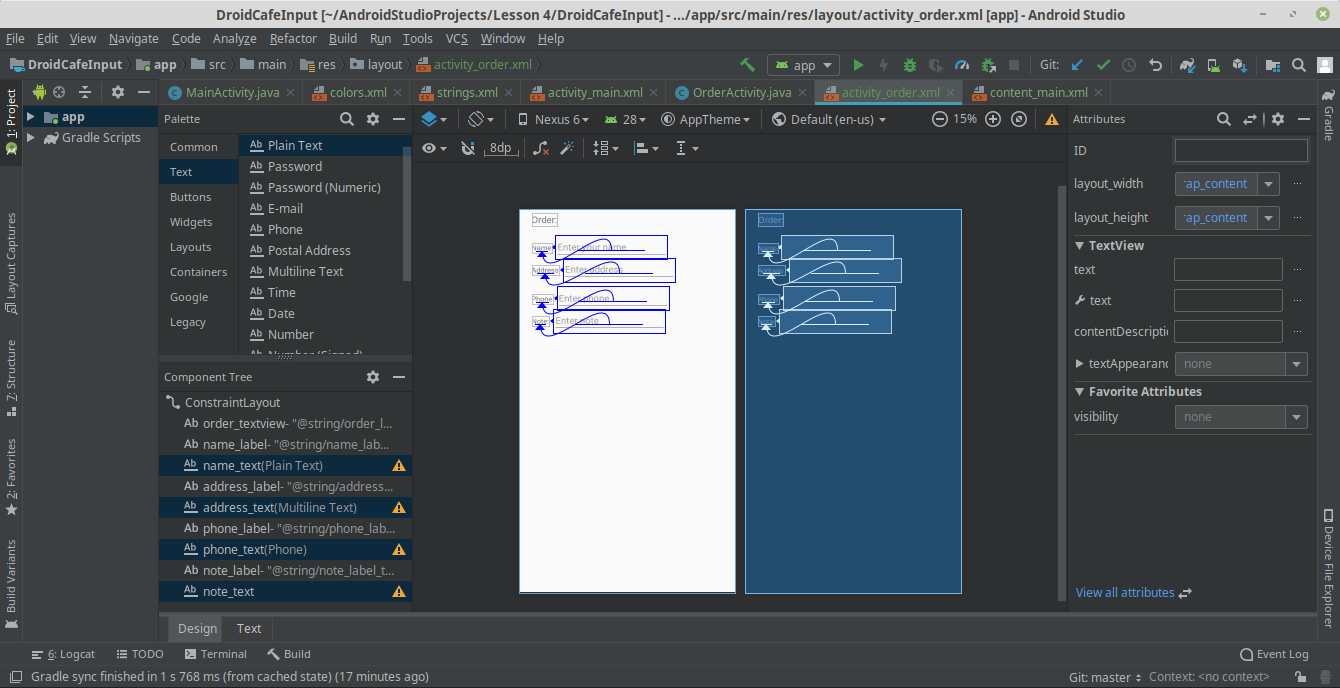 DroidCafeInput [~/AndroidStudioProjects/Lesson 4/DroidCafeInput] - .../app/src/main/res/layout/activity_order.xml [app] - Android Studio
File Edit View Navigate Code Analyze Refactor Build Run Tools VCS Window Help
DroidCafeInput app src main res layout activity_order.xml app Git:
MainActivity.java colors.xml strings.xml activity_main.xml OrderActivity.java activity_order.xml content_main.xml
1: Project
Layout Captures
Z: Structure
2: Favorites
Build Variants
app
Gradle Scripts
Palette
Common
Text
Buttons
Widgets
Layouts
Containers
Google
Legacy
Ab Plain Text
Ab Password
Ab Password (Numeric)
Ab E-mail
Ab Phone
Ab Postal Address
Ab Multiline Text
Ab Time
Ab Date
Ab Number
Ab Number (Signed)
Component Tree
ConstraintLayout
Ab order_textview- "@string/order_l...
Ab name_label- "@string/name_lab...
Ab name_text(Plain Text)
Ab address_label- "@string/address...
Ab address_text(Multiline Text)
Ab phone_label- "@string/phone_lab...
Ab phone_text(Phone)
Ab note_label- "@string/note_label_t...
Ab note_text
Nexus 6 28 AppTheme Default (en-us) 15%
8dp
Order:
Name
Enter your name
Address
Enter address
Phone
Enter phone
Note
Enter note
Order:
Attributes
ID
layout_width ap_content ...
layout_height ap_content ...
TextView
text ...
text ...
contentDescripti ...
textAppearanc none
Favorite Attributes
visibility none
View all attributes
Gradle
Device File Explorer
Design Text
6: Logcat TODO Terminal Build Event Log
Gradle sync finished in 1 s 768 ms (from cached state) (17 minutes ago) Git: master Context: <no context>